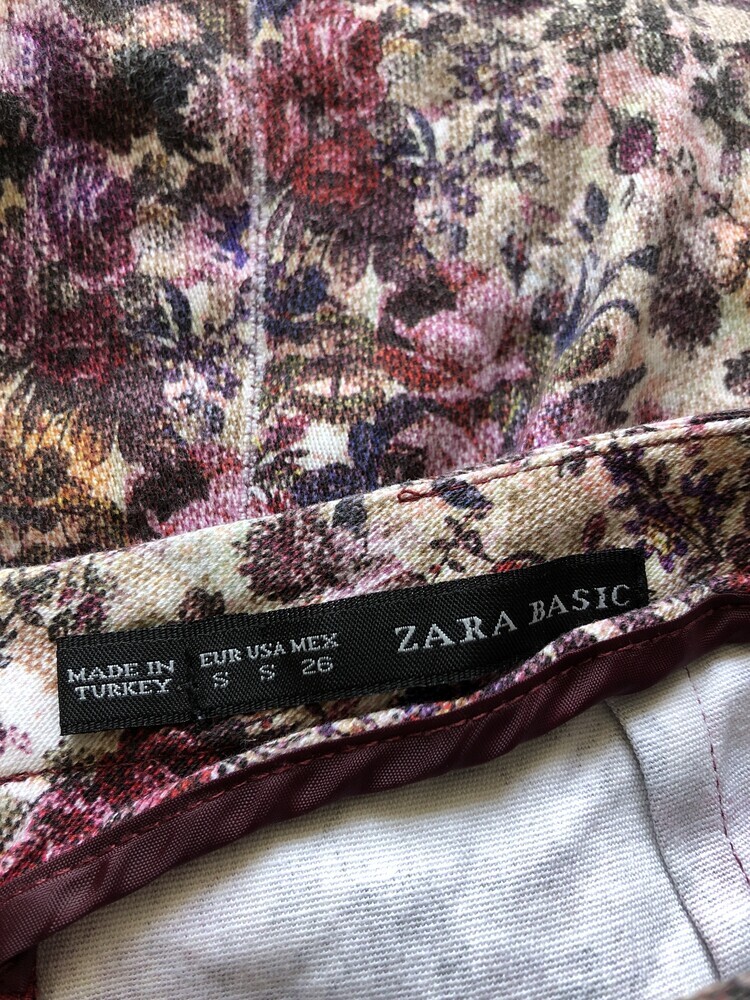 MADE IN
TURKEY
EUR USA MEX
S S 26
ZARA BASIC